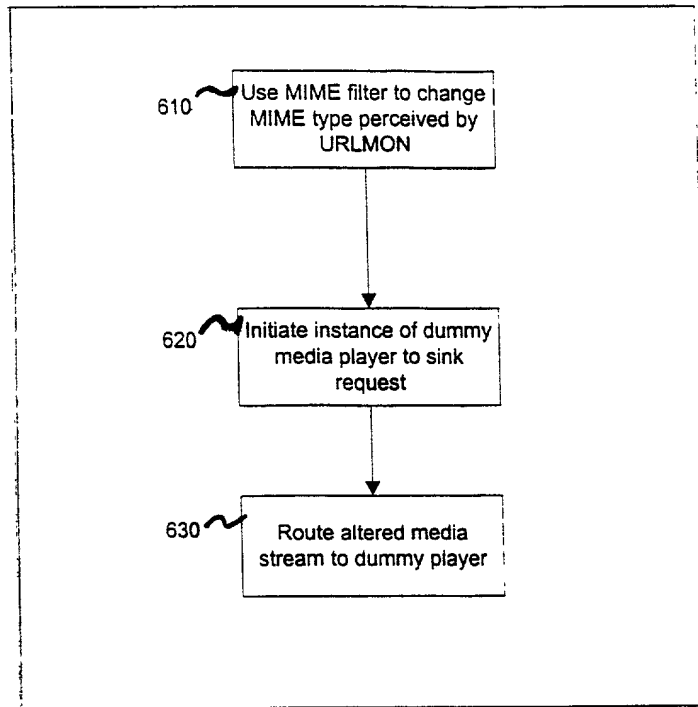 610
Use MIME filter to change
MIME type perceived by
URLMON
620
Initiate instance of dummy
media player to sink
request
630
Route altered media
stream to dummy player